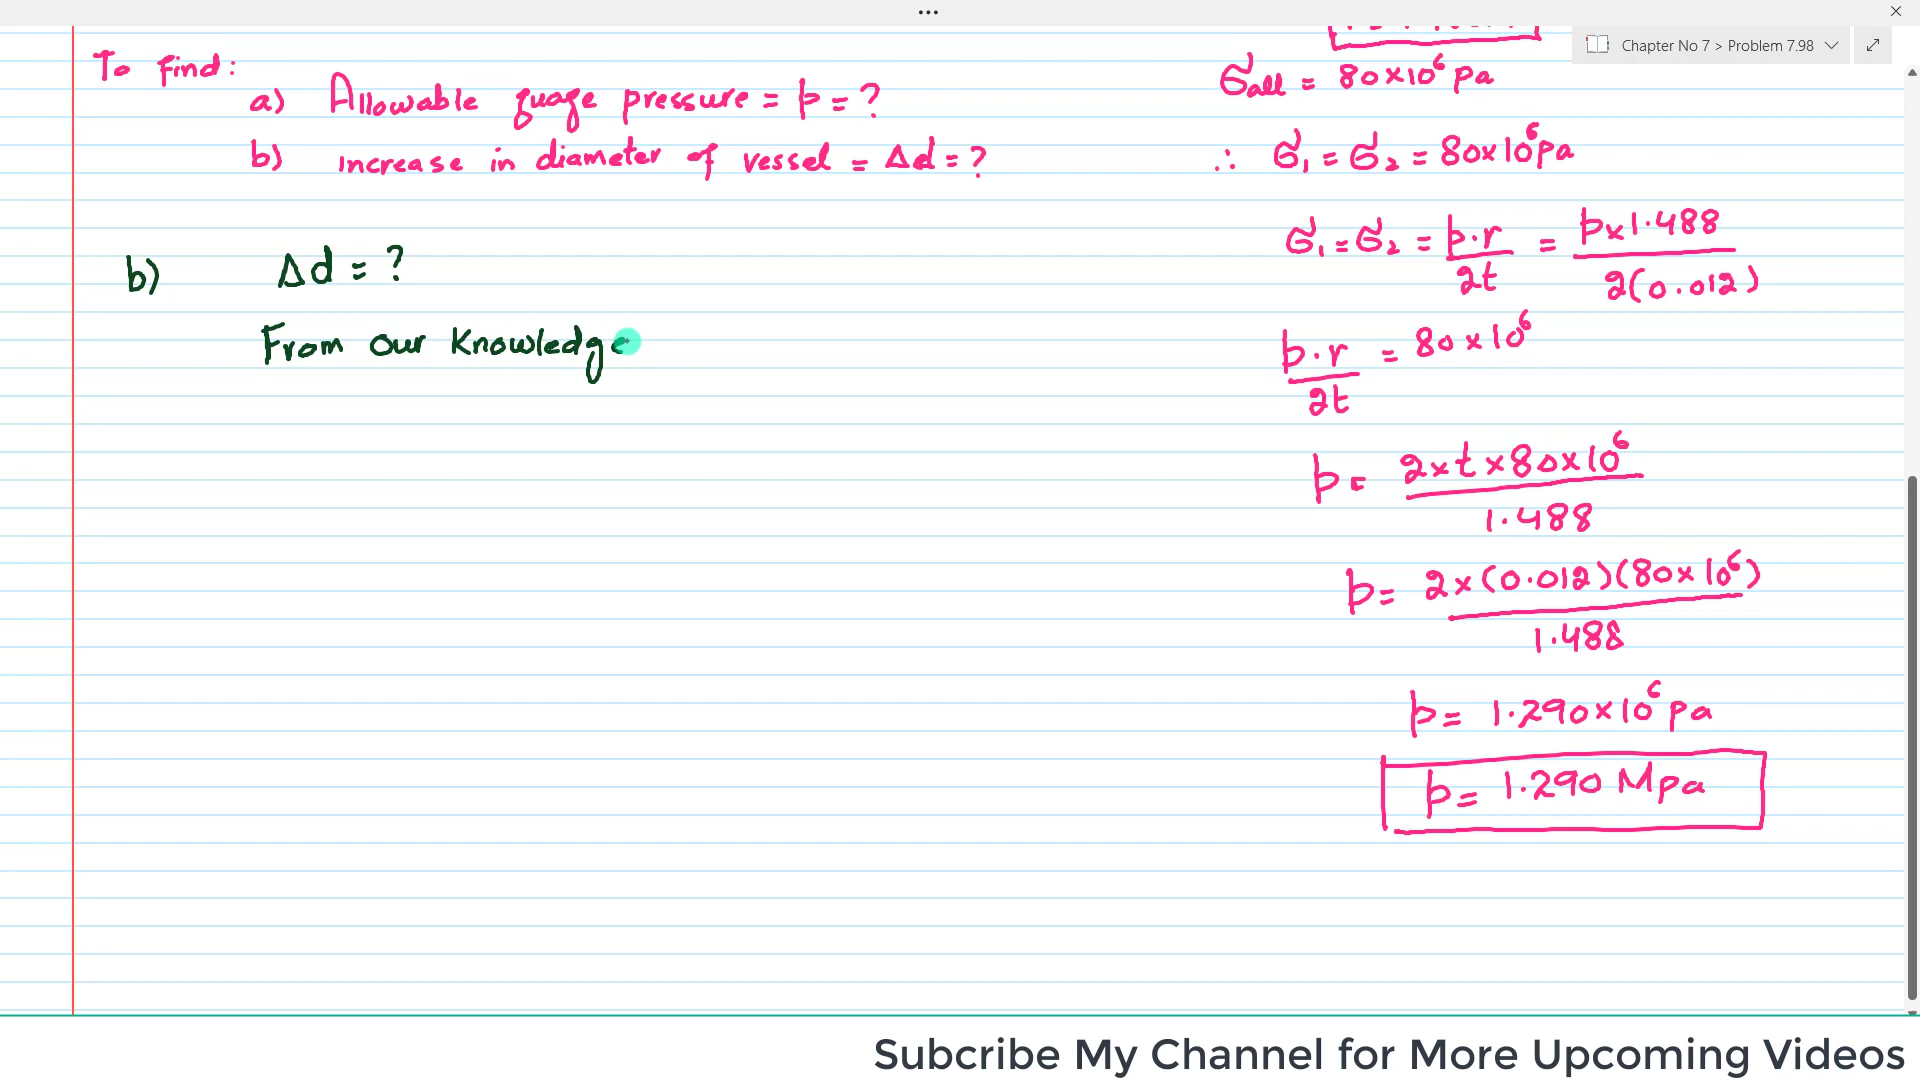 ...
Chapter No 7 > Problem 7.98
To find:
a) Allowable guage pressure = p = ?
b) increase in diameter of vessel = Δd = ?
b) Δd = ?
From our Knowledge
σall = 80×10⁶ pa
∴ σ₁ = σ₂ = 80×10⁶ pa
σ₁ = σ₂ = p·r/2t = p×1.488/2(0.012)
p·r/2t = 80×10⁶
p = 2×t×80×10⁶/1.488
p = 2×(0.012)(80×10⁶)/1.488
p = 1.290×10⁶ pa
p = 1.290 Mpa
Subcribe My Channel for More Upcoming Videos